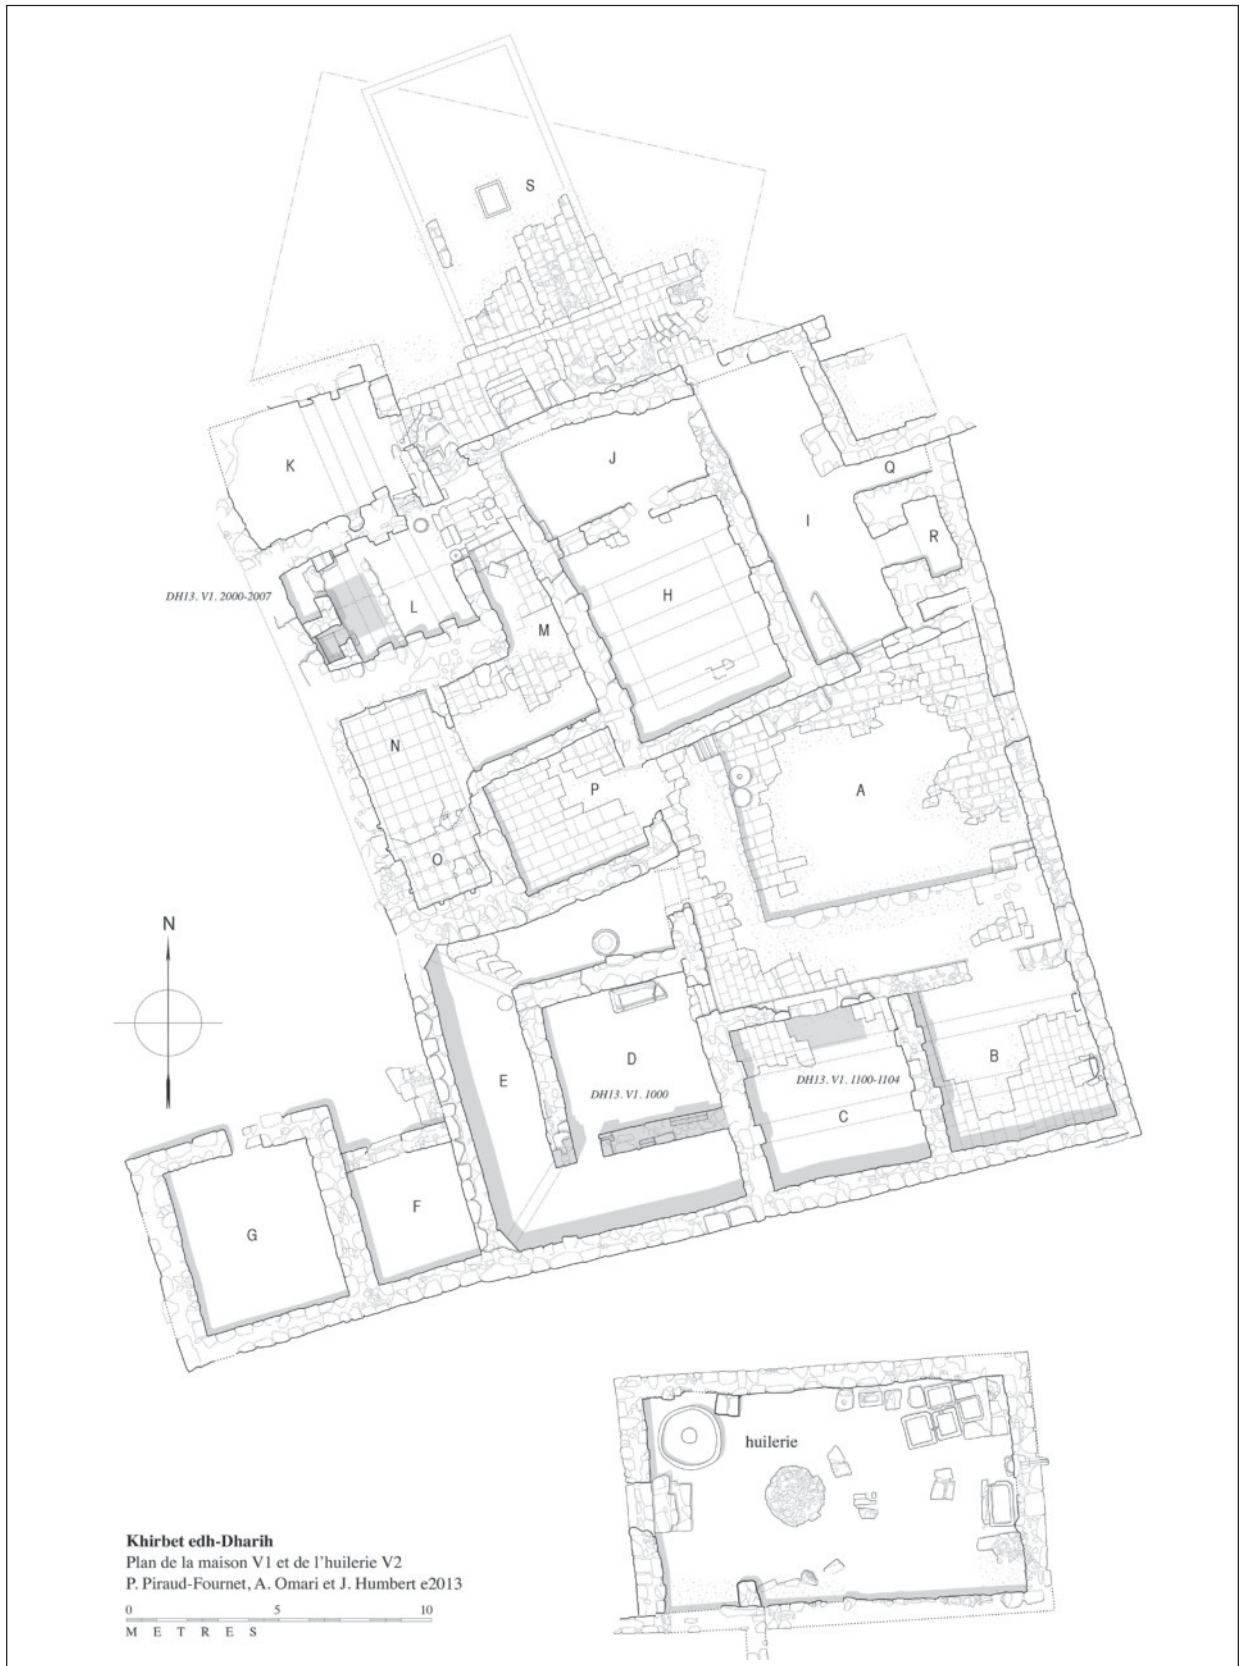 S
K
J
Q
I
R
DH13. V1. 2000-2007
L
H
M
N
P
A
O
N
E
D
B
DH13. V1. 1000
DH13. V1. 1100-1104
C
G
F
huilerie
Khirbet edh-Dharih
Plan de la maison V1 et de l'huilerie V2
P. Piraud-Fournet, A. Omari et J. Humbert e2013
0 5 10
M E T R E S